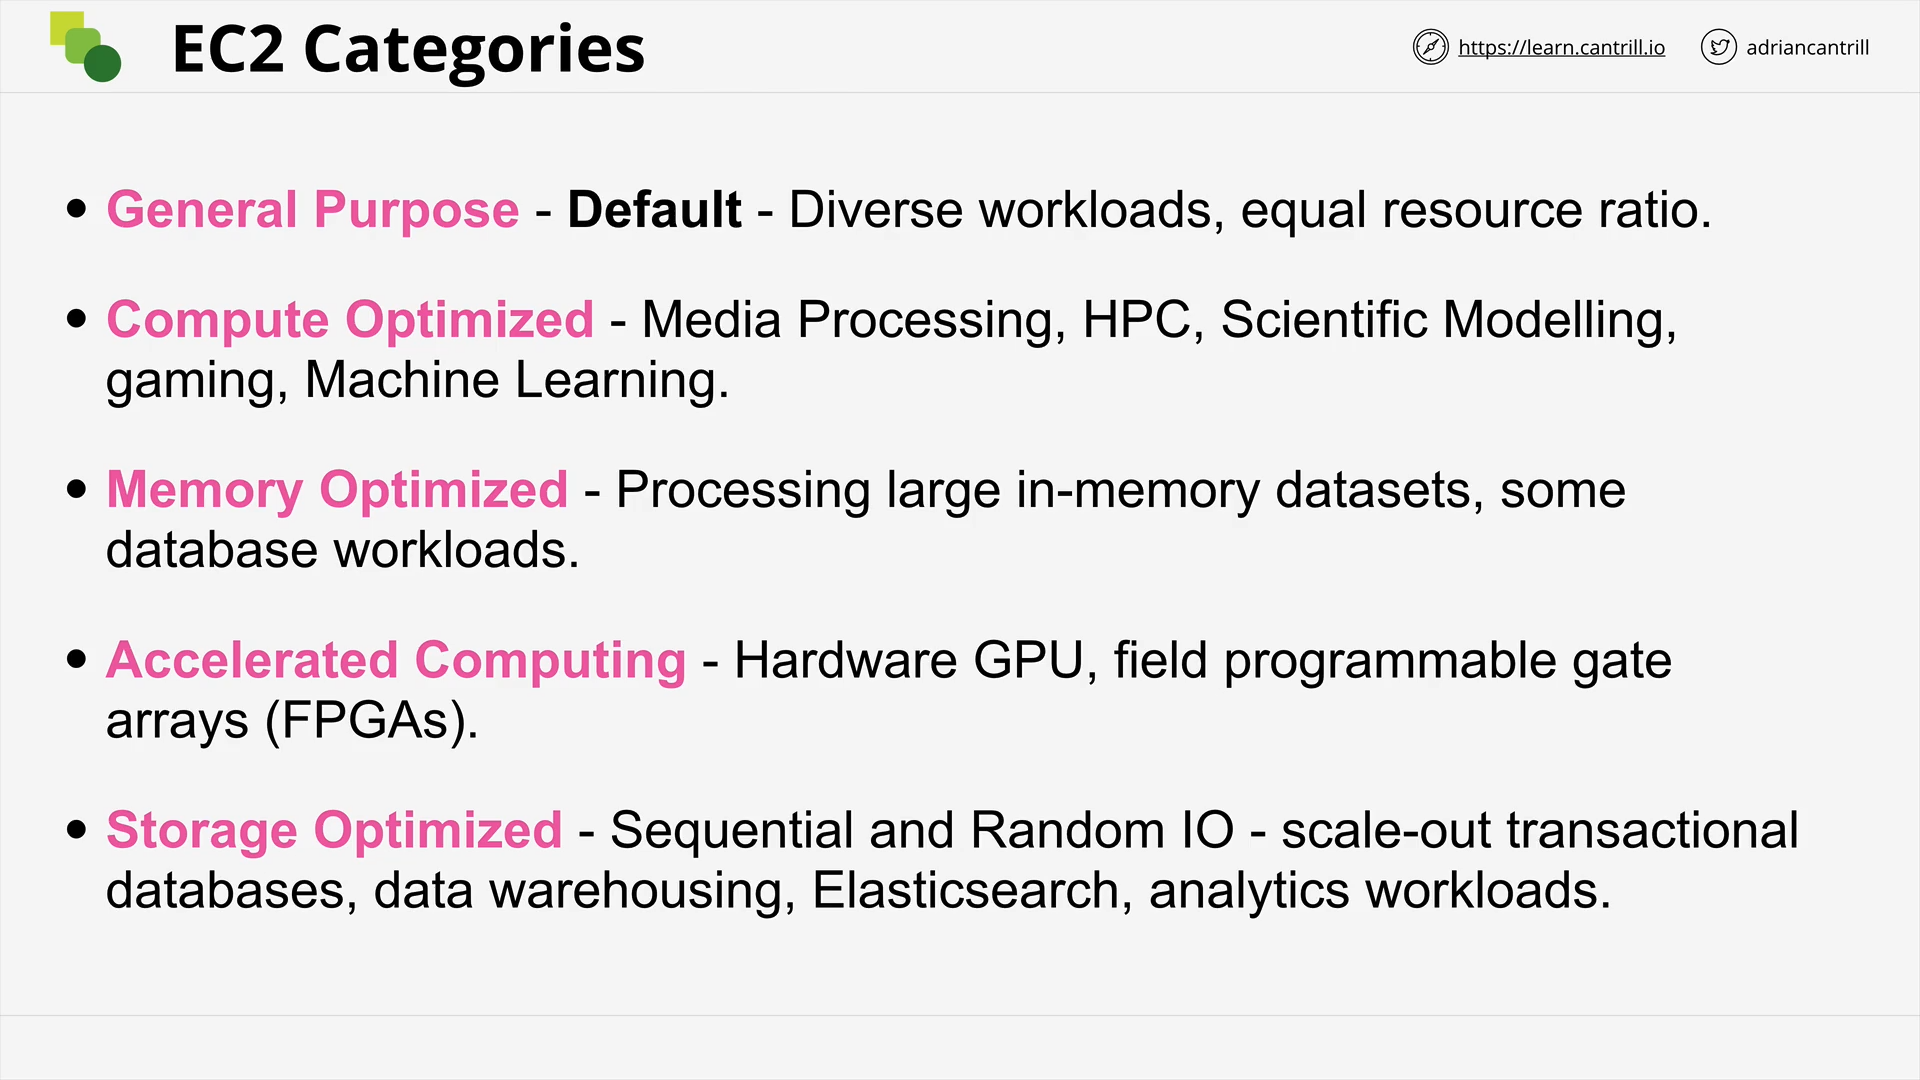 EC2 Categories
https://learn.cantrill.io
adriancantrill
• General Purpose - Default - Diverse workloads, equal resource ratio.
• Compute Optimized - Media Processing, HPC, Scientific Modelling,
gaming, Machine Learning.
• Memory Optimized - Processing large in-memory datasets, some
database workloads.
• Accelerated Computing - Hardware GPU, field programmable gate
arrays (FPGAs).
• Storage Optimized - Sequential and Random IO - scale-out transactional
databases, data warehousing, Elasticsearch, analytics workloads.